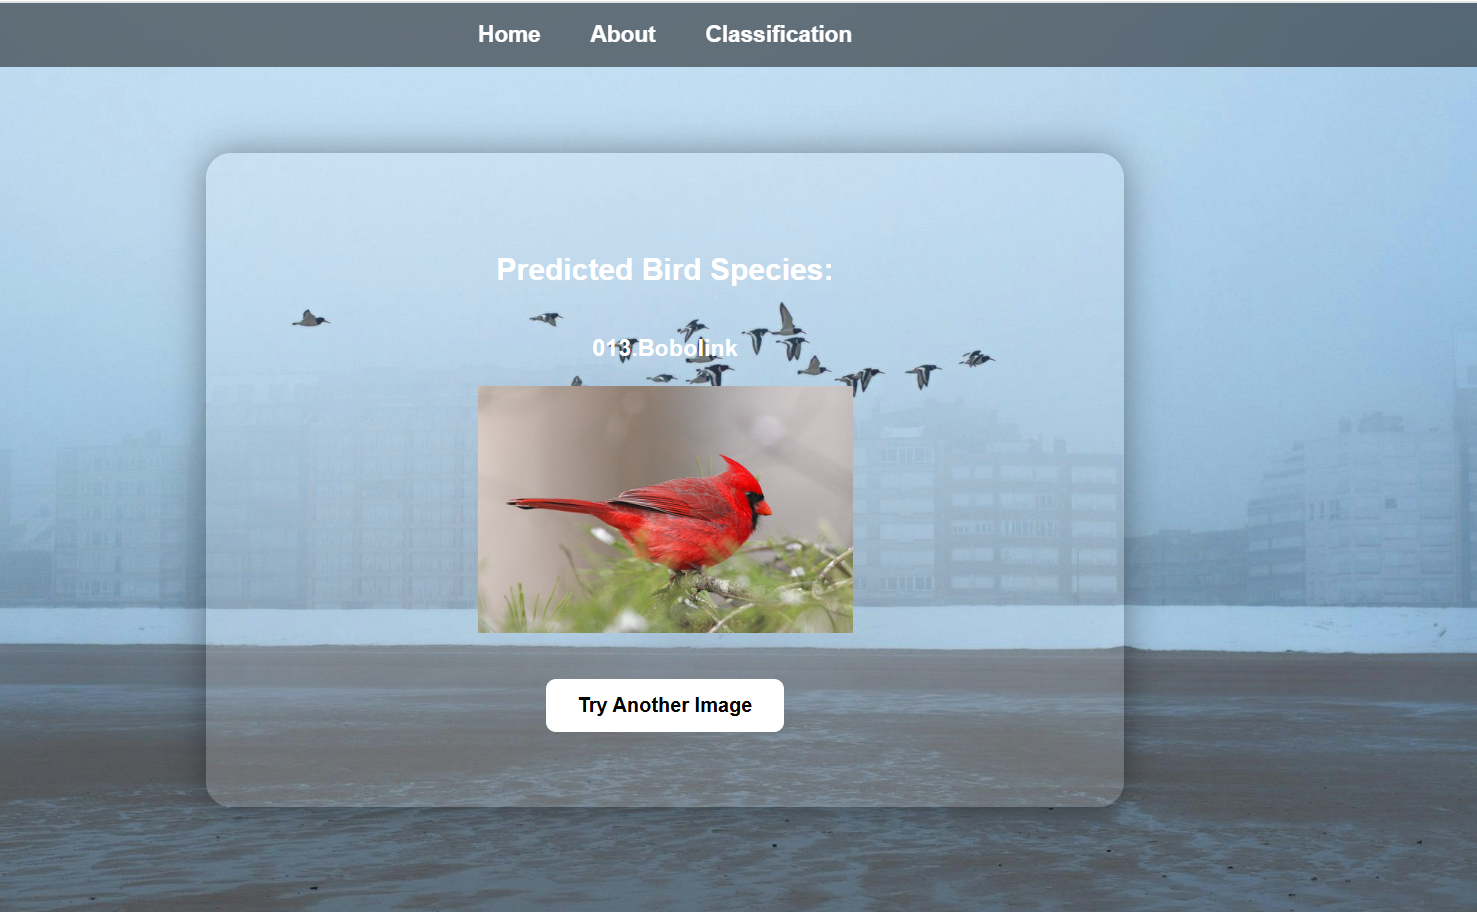 Home About Classification
Predicted Bird Species:
013.Bobolink
Try Another Image